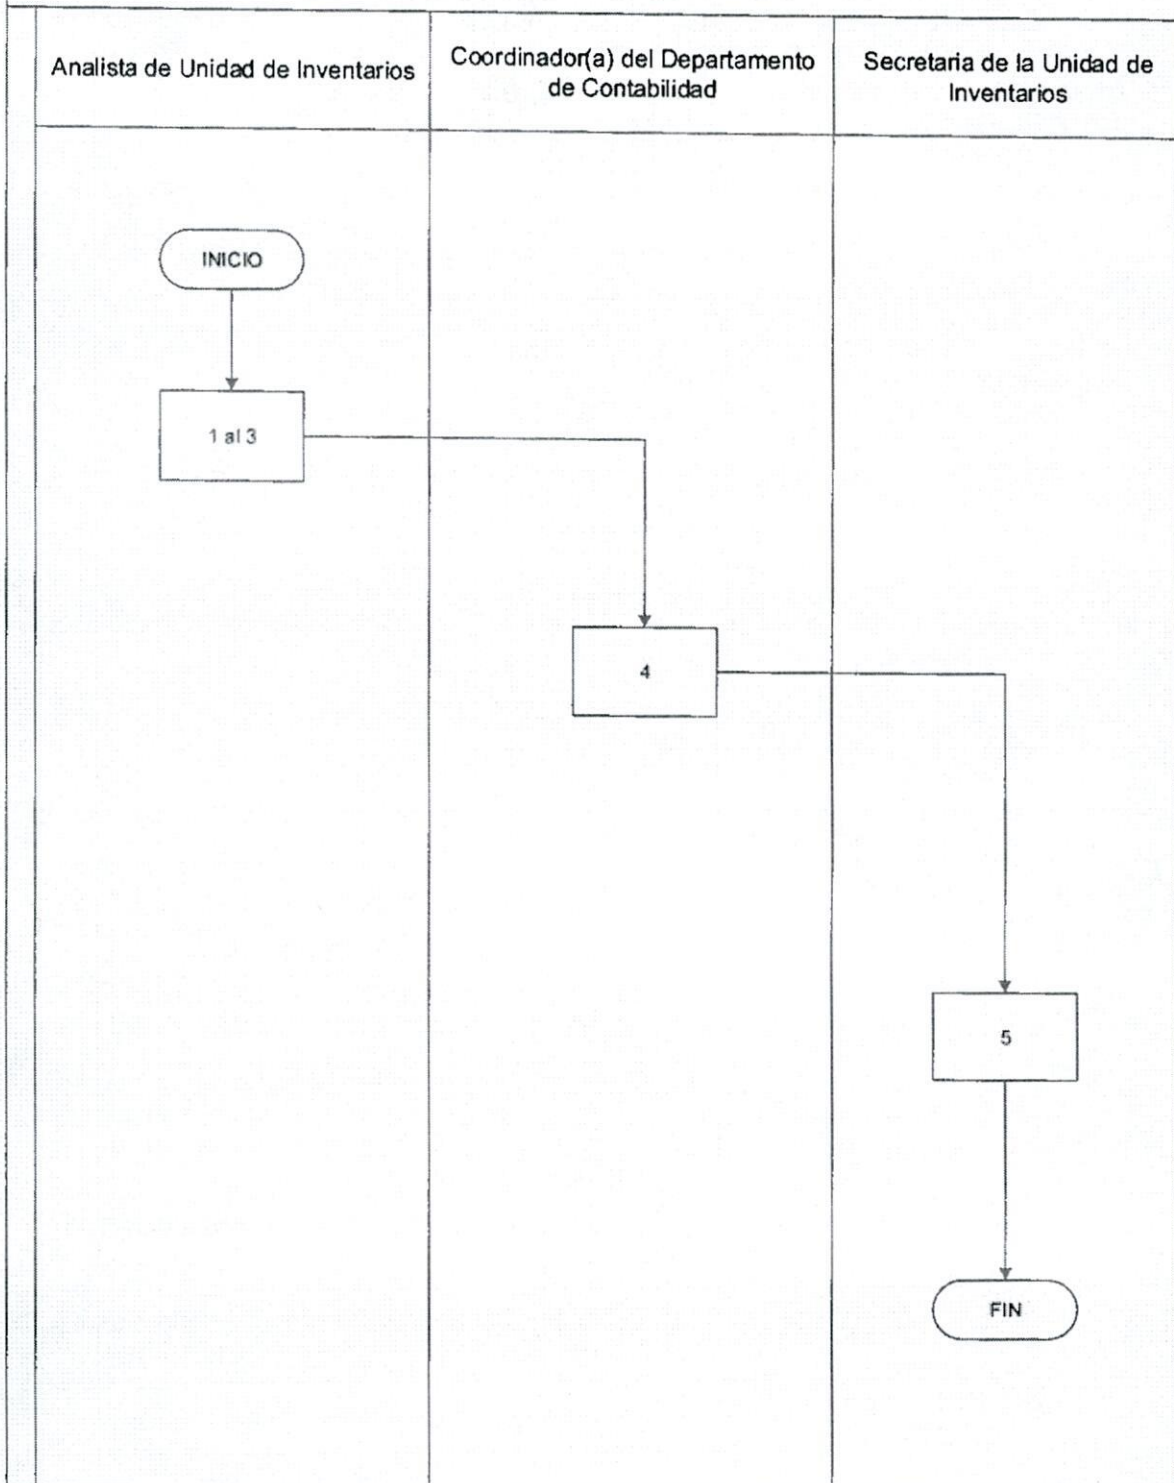 Analista de Unidad de Inventarios
Coordinador(a) del Departamento
de Contabilidad
Secretaria de la Unidad de
Inventarios
INICIO
1 al 3
4
5
FIN